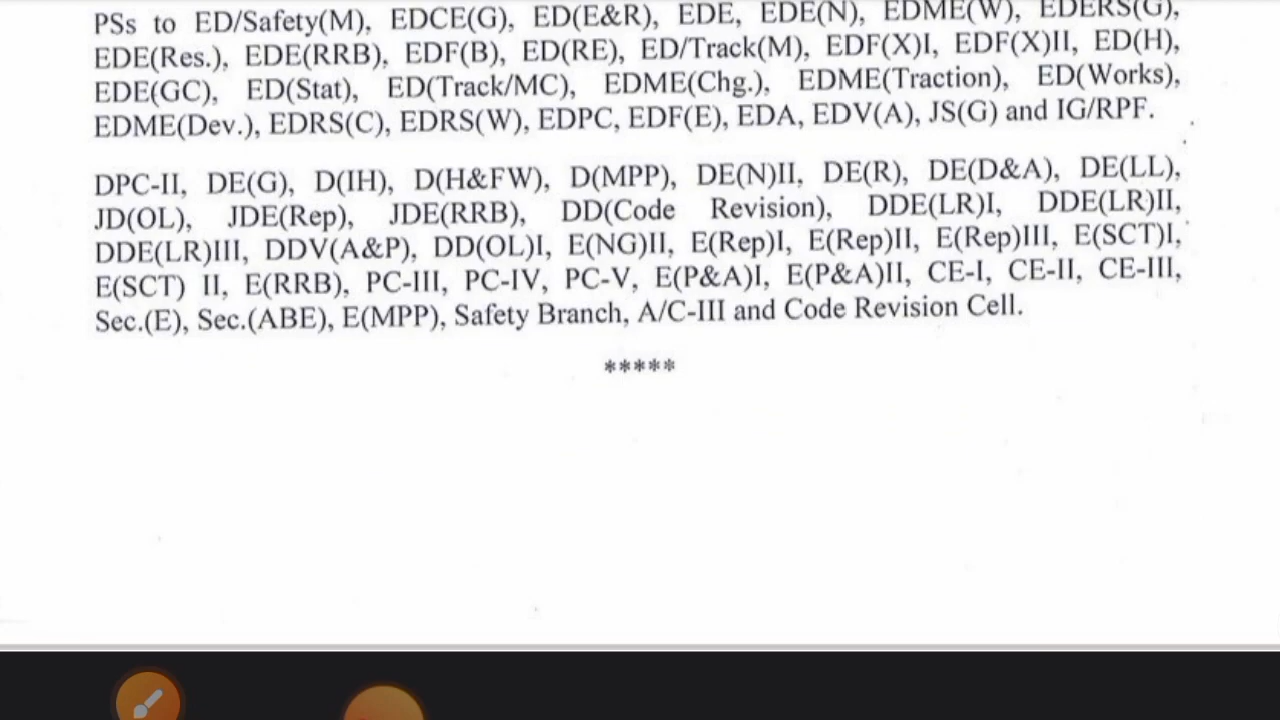 PSs to ED/Safety(M), EDCE(G), ED(E&R), EDE, EDE(N), EDME(W), EDERS(G),
EDE(Res.), EDE(RRB), EDF(B), ED(RE), ED/Track(M), EDF(X)I, EDF(X)II, ED(H),
EDE(GC), ED(Stat), ED(Track/MC), EDME(Chg.), EDME(Traction), ED(Works),
EDME(Dev.), EDRS(C), EDRS(W), EDPC, EDF(E), EDA, EDV(A), JS(G) and IG/RPF.
DPC-II, DE(G), D(IH), D(H&FW), D(MPP), DE(N)II, DE(R), DE(D&A), DE(LL),
JD(OL), JDE(Rep), JDE(RRB), DD(Code Revision), DDE(LR)I, DDE(LR)II,
DDE(LR)III, DDV(A&P), DD(OL)I, E(NG)II, E(Rep)I, E(Rep)II, E(Rep)III, E(SCT)I,
E(SCT) II, E(RRB), PC-III, PC-IV, PC-V, E(P&A)I, E(P&A)II, CE-I, CE-II, CE-III,
Sec.(E), Sec.(ABE), E(MPP), Safety Branch, A/C-III and Code Revision Cell.
*****